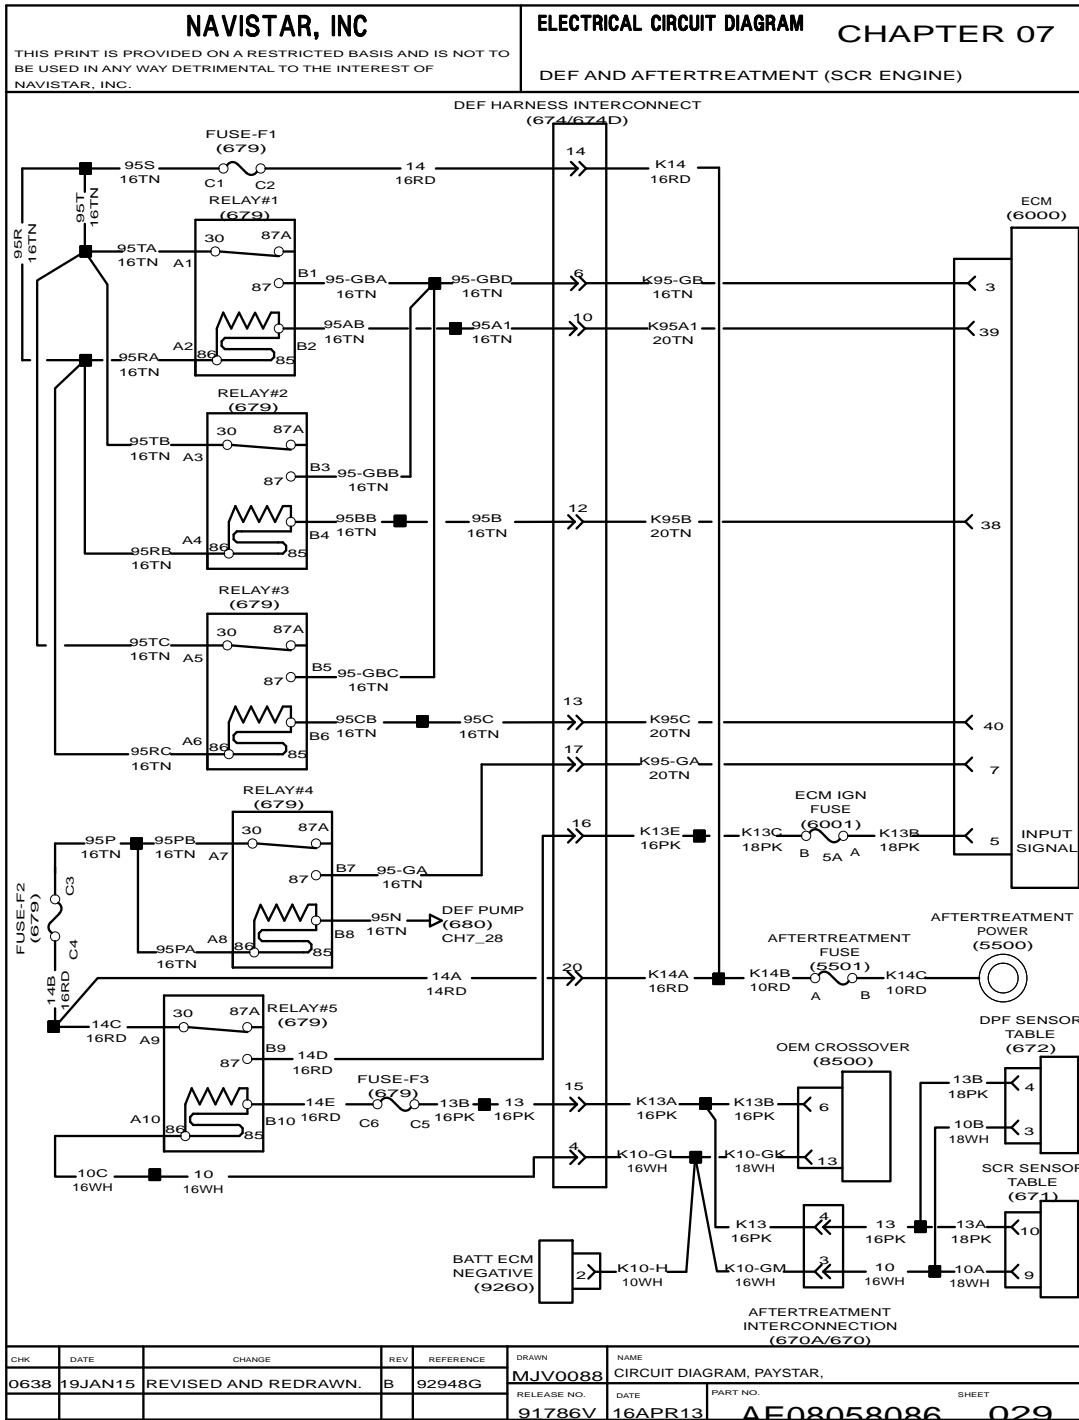 NAVISTAR, INC
THIS PRINT IS PROVIDED ON A RESTRICTED BASIS AND IS NOT TO
BE USED IN ANY WAY DETRIMENTAL TO THE INTEREST OF
NAVISTAR, INC.
ELECTRICAL CIRCUIT DIAGRAM
CHAPTER 07
DEF AND AFTERTREATMENT (SCR ENGINE)
DEF HARNESS INTERCONNECT
(674/674D)
FUSE-F1
(679)
95S
16TN
C1
C2
14
16RD
14
K14
16RD
95R
16TN
95T
16TN
RELAY#1
(679)
95TA
16TN
A1
30
87A
87
B1
95-GBA
16TN
95-GBD
16TN
6
K95-GB
16TN
3
ECM
(6000)
95AB
16TN
95A1
16TN
10
K95A1
20TN
39
95RA
16TN
A2
86
85
B2
RELAY#2
(679)
95TB
16TN
A3
30
87A
87
B3
95-GBB
16TN
95BB
16TN
95B
16TN
12
K95B
20TN
38
95RB
16TN
A4
86
85
B4
RELAY#3
(679)
95TC
16TN
A5
30
87A
87
B5
95-GBC
16TN
95CB
16TN
95C
16TN
13
K95C
20TN
40
95RC
16TN
A6
86
85
B6
17
K95-GA
20TN
7
RELAY#4
(679)
95P
16TN
95PB
16TN
A7
30
87A
87
B7
95-GA
16TN
16
K13E
16PK
K13C
18PK
ECM IGN
FUSE
(6001)
B
5A
A
K13B
18PK
5
INPUT
SIGNAL
FUSE-F2
(679)
C3
C4
95PA
16TN
A8
86
85
B8
95N
16TN
DEF PUMP
(680)
CH7_28
14B
16RD
14A
14RD
20
K14A
16RD
K14B
10RD
AFTERTREATMENT
FUSE
(5501)
A
B
K14C
10RD
AFTERTREATMENT
POWER
(5500)
RELAY#5
(679)
14C
16RD
A9
30
87A
87
B9
14D
16RD
FUSE-F3
(679)
14E
16RD
C6
C5
13B
16PK
13
16PK
15
K13A
16PK
K13B
16PK
6
OEM CROSSOVER
(8500)
A10
86
85
B10
10C
16WH
10
16WH
4
K10-GL
16WH
K10-GK
18WH
13
DPF SENSOR
TABLE
(672)
13B
18PK
4
10B
18WH
3
SCR SENSOR
TABLE
(671)
K13
16PK
4
13
16PK
13A
18PK
10
BATT ECM
NEGATIVE
(9260)
2
K10-H
10WH
K10-GM
16WH
3
10
16WH
10A
18WH
9
AFTERTREATMENT
INTERCONNECTION
(670A/670)
CHK
DATE
CHANGE
REV
REFERENCE
DRAWN
NAME
0638
19JAN15
REVISED AND REDRAWN.
B
92948G
MJV0088
CIRCUIT DIAGRAM, PAYSTAR,
RELEASE NO.
DATE
PART NO.
SHEET
91786V
16APR13
AE08058086
029